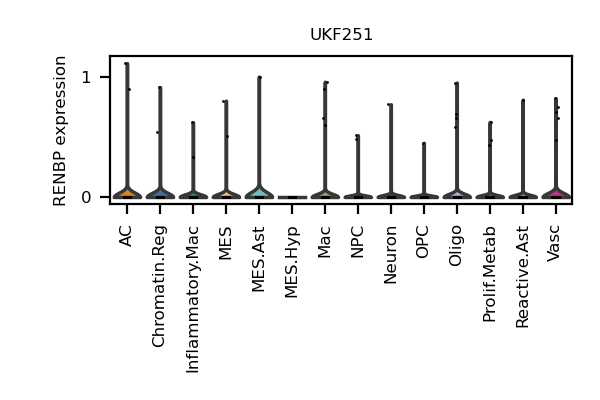 UKF251
RENBP expression
1
0
AC
Chromatin.Reg
Inflammatory.Mac
MES
MES.Ast
MES.Hyp
Mac
NPC
Neuron
OPC
Oligo
Prolif.Metab
Reactive.Ast
Vasc